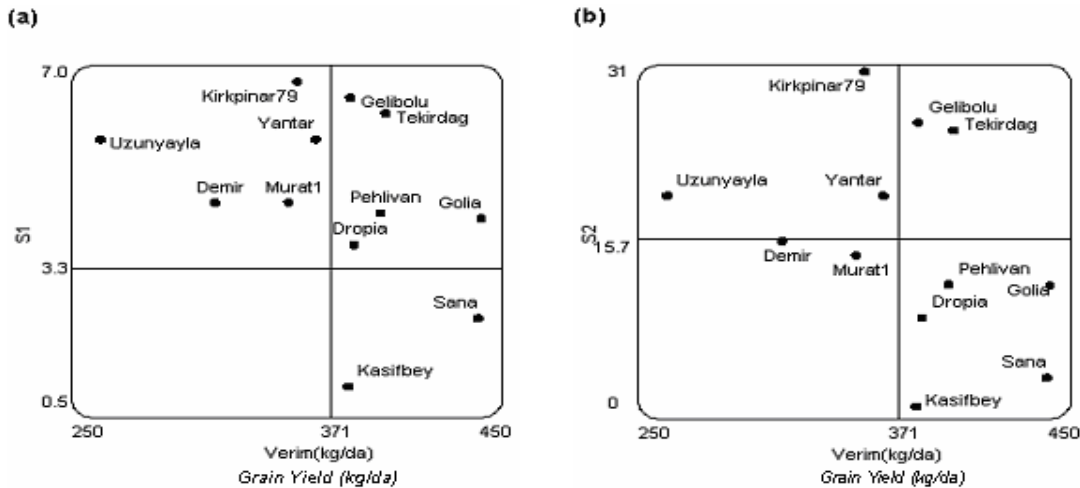 (a)
7.0
Kirkpinar79
Gelibolu
Tekirdag
Uzunyayla
Yantar
Demir
Murat1
Pehlivan
Golia
Dropia
S1
3.3
Sana
Kasifbey
0.5
250
371
450
Verim(kg/da)
Grain Yield (kg/da)
(b)
31
Kirkpinar79
Gelibolu
Tekirdag
Uzunyayla
Yantar
S2
15.7
Demir
Murat1
Pehlivan
Golia
Dropia
Sana
0
Kasifbey
250
371
450
Verim(kg/da)
Grain Yield (kg/da)